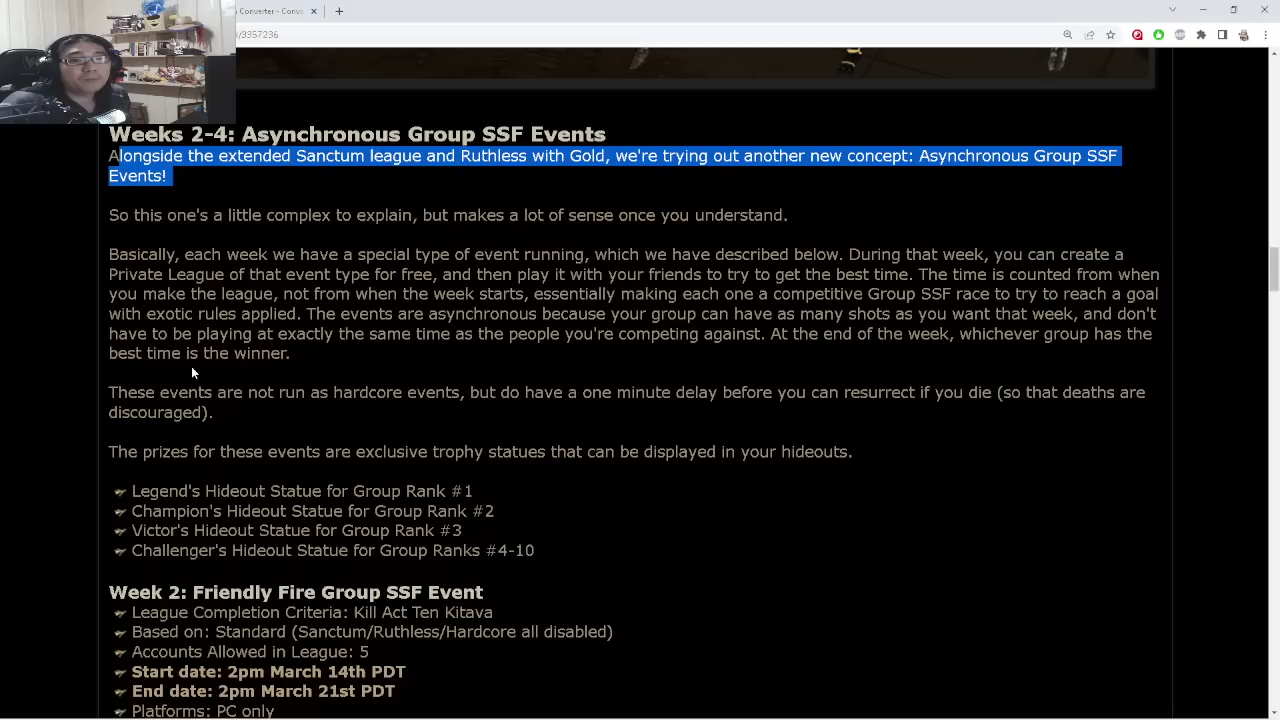 A Converter - Conv
/3357236
Weeks 2-4: Asynchronous Group SSF Events
Alongside the extended Sanctum league and Ruthless with Gold, we're trying out another new concept: Asynchronous Group SSF
Events!
So this one's a little complex to explain, but makes a lot of sense once you understand.
Basically, each week we have a special type of event running, which we have described below. During that week, you can create a
Private League of that event type for free, and then play it with your friends to try to get the best time. The time is counted from when
you make the league, not from when the week starts, essentially making each one a competitive Group SSF race to try to reach a goal
with exotic rules applied. The events are asynchronous because your group can have as many shots as you want that week, and don't
have to be playing at exactly the same time as the people you're competing against. At the end of the week, whichever group has the
best time is the winner.
These events are not run as hardcore events, but do have a one minute delay before you can resurrect if you die (so that deaths are
discouraged).
The prizes for these events are exclusive trophy statues that can be displayed in your hideouts.
Legend's Hideout Statue for Group Rank #1
Champion's Hideout Statue for Group Rank #2
Victor's Hideout Statue for Group Rank #3
Challenger's Hideout Statue for Group Ranks #4-10
Week 2: Friendly Fire Group SSF Event
League Completion Criteria: Kill Act Ten Kitava
Based on: Standard (Sanctum/Ruthless/Hardcore all disabled)
Accounts Allowed in League: 5
Start date: 2pm March 14th PDT
End date: 2pm March 21st PDT
Platforms: PC only